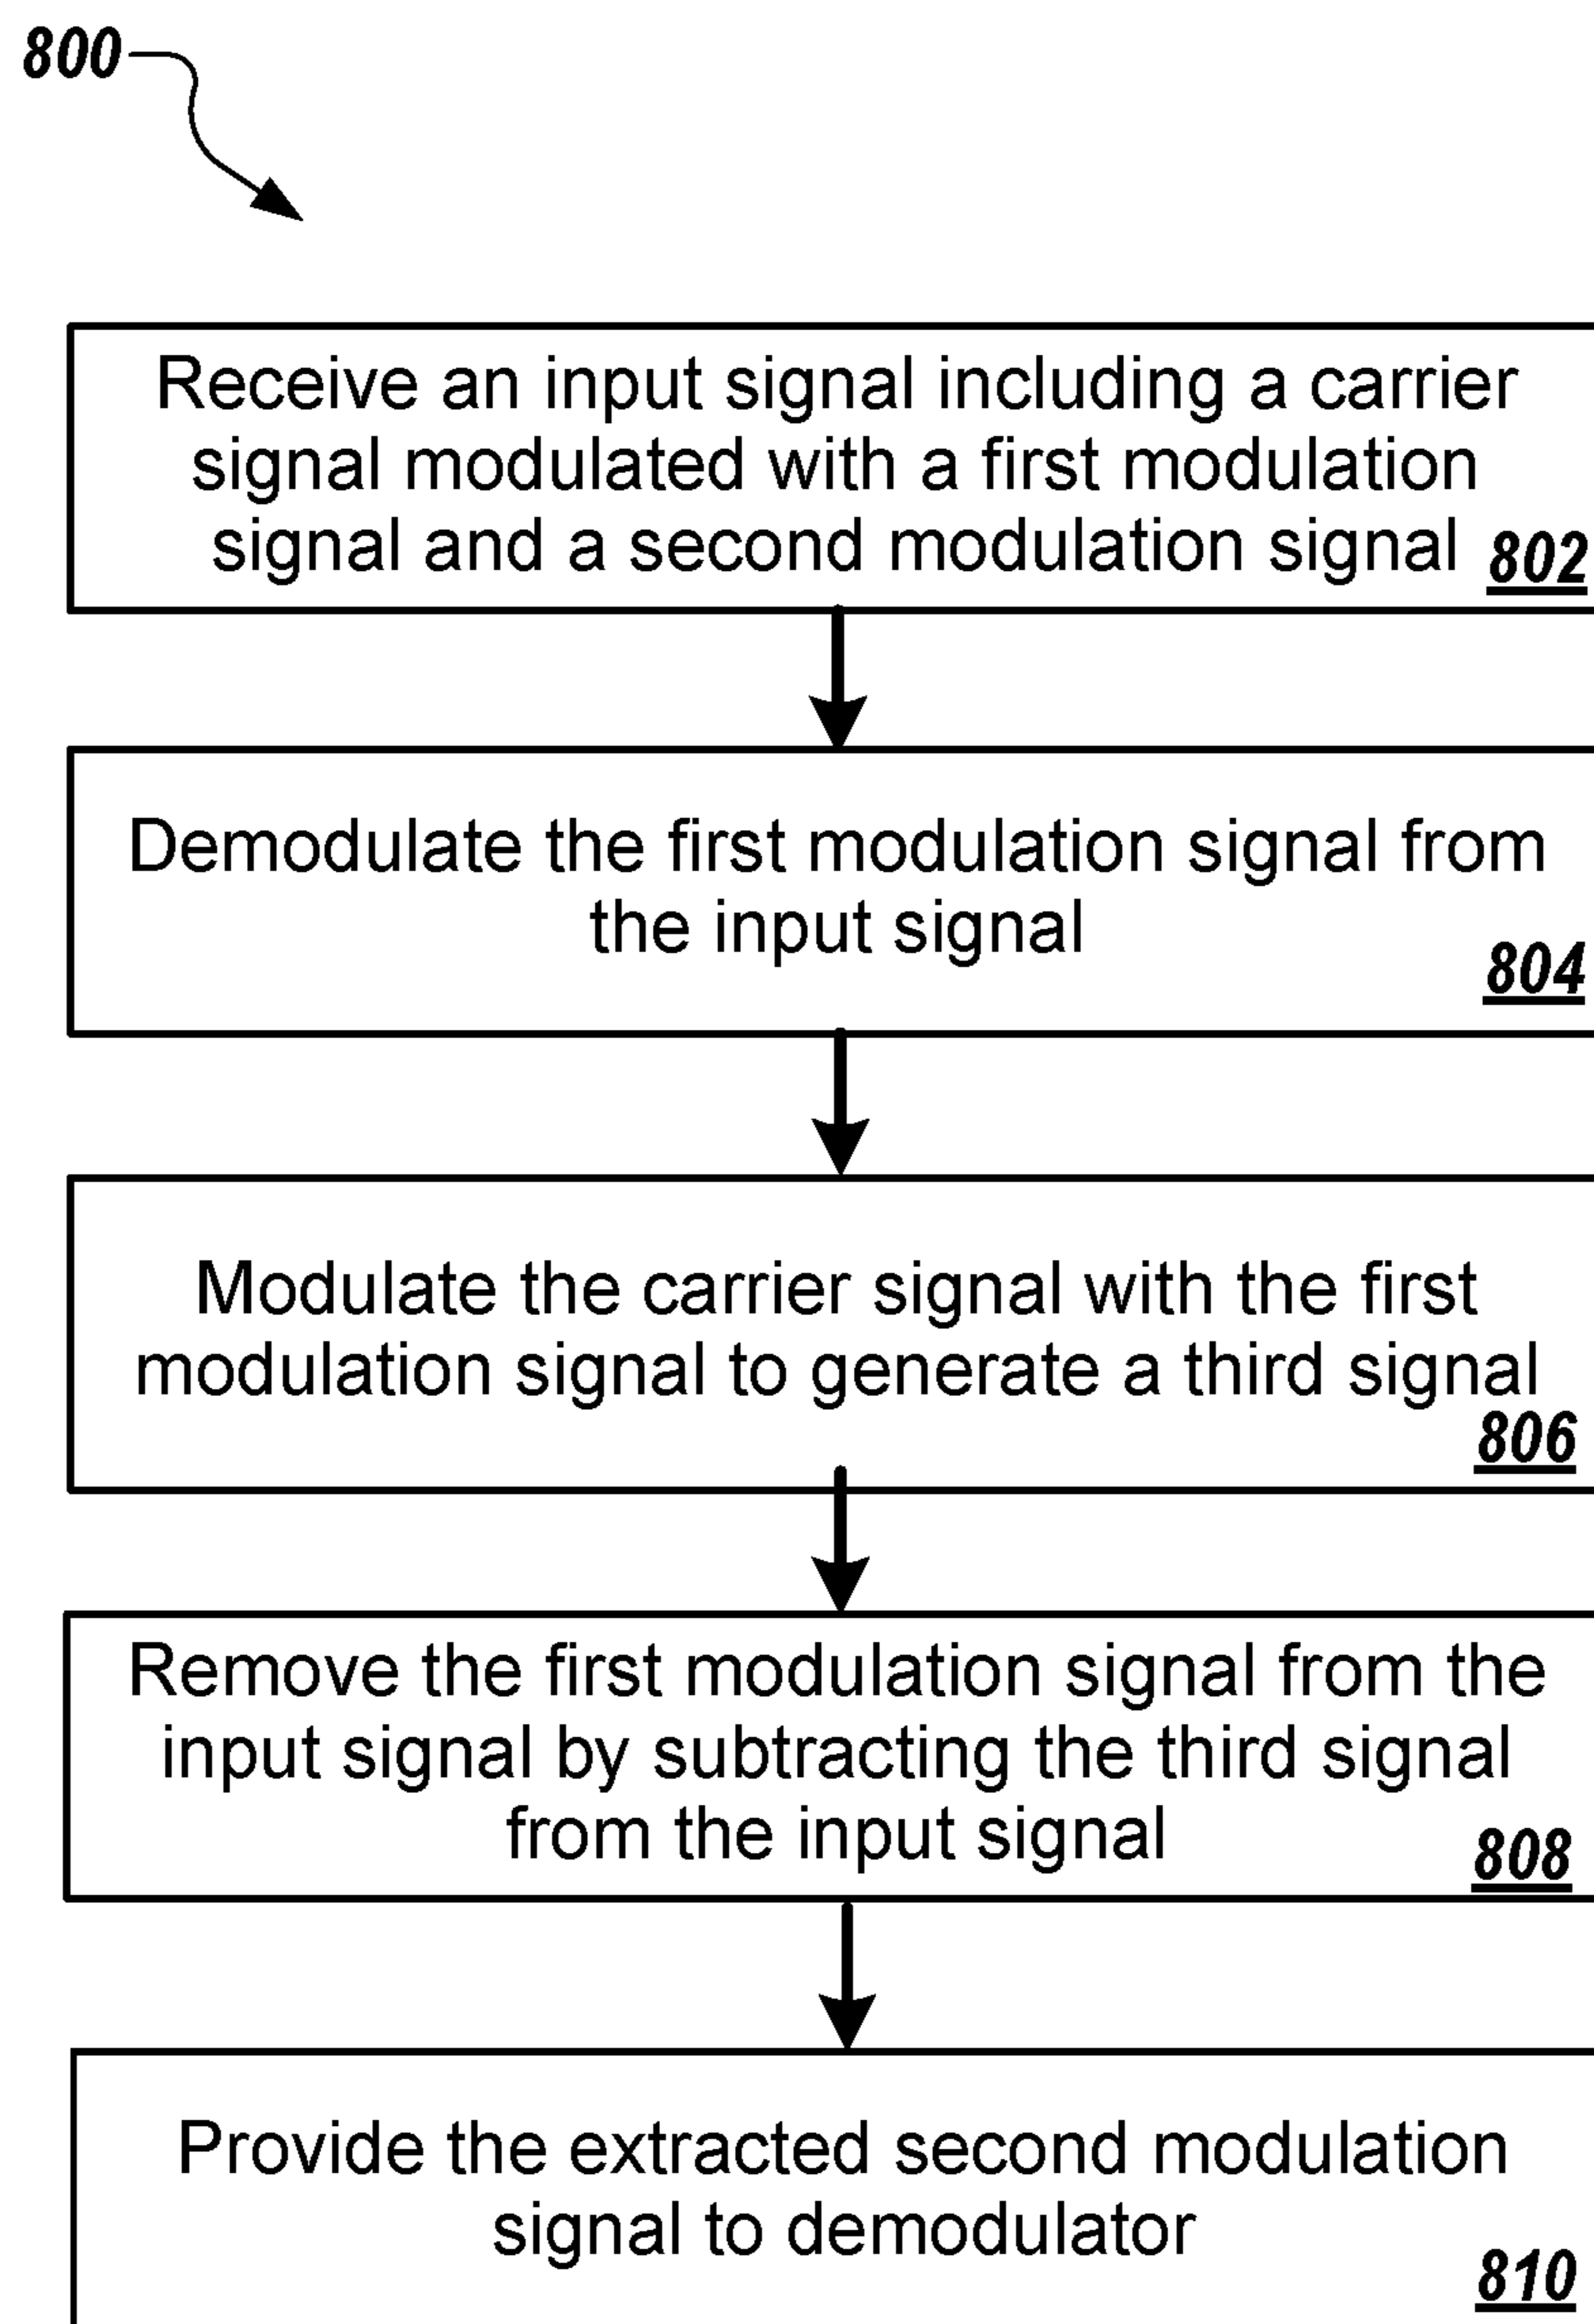 800
Receive an input signal including a carrier
signal modulated with a first modulation
signal and a second modulation signal 802
Demodulate the first modulation signal from
the input signal
804
Modulate the carrier signal with the first
modulation signal to generate a third signal
806
Remove the first modulation signal from the
input signal by subtracting the third signal
from the input signal
808
Provide the extracted second modulation
signal to demodulator
810